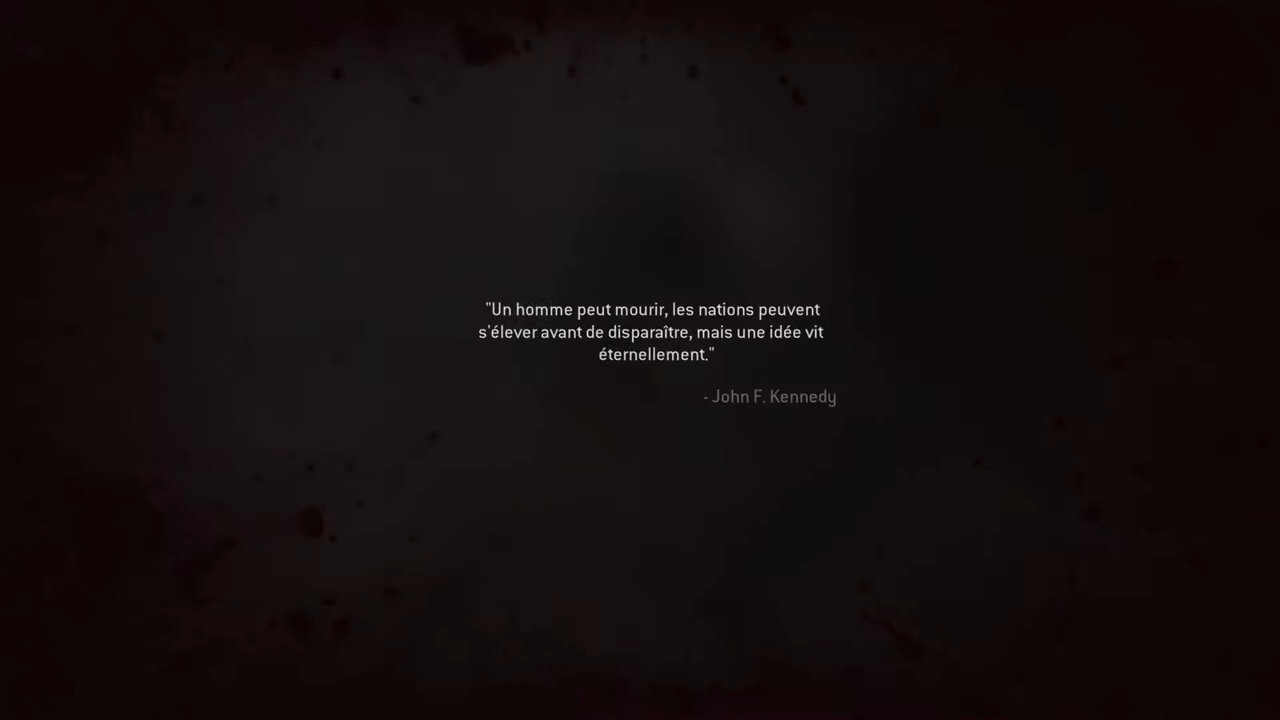 "Un homme peut mourir, les nations peuvent
s'élever avant de disparaître, mais une idée vit
éternellement."
- John F. Kennedy